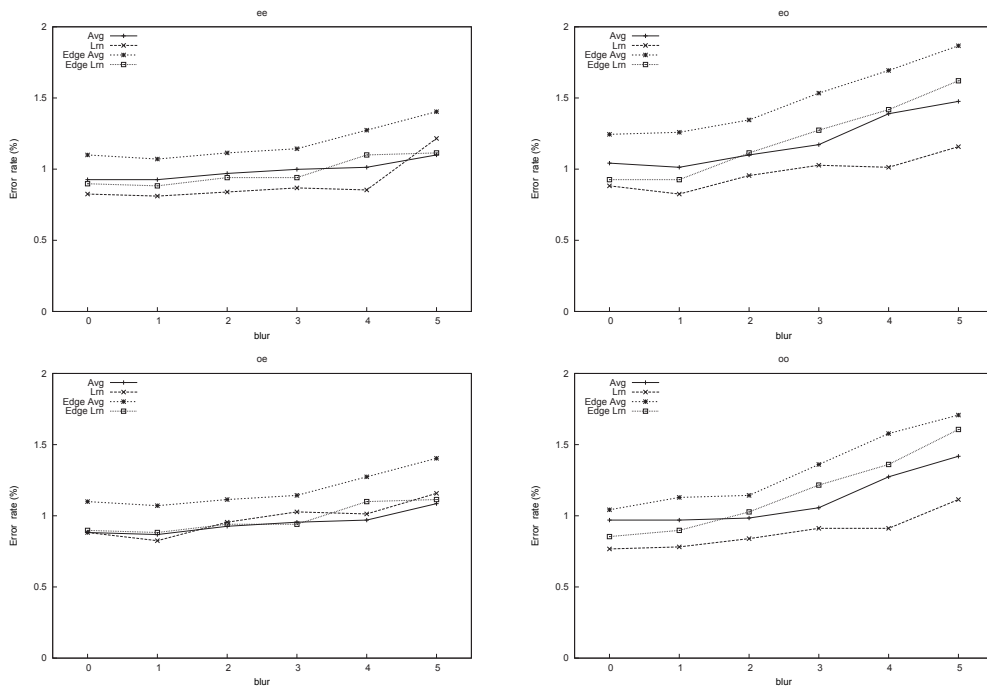 ee
2
1.5
1
0.5
0
Error rate (%)
Avg
Lrn
Edge Avg
Edge Lrn
0 1 2 3 4 5
blur
eo
2
1.5
1
0.5
0
Error rate (%)
Avg
Lrn
Edge Avg
Edge Lrn
0 1 2 3 4 5
blur
oe
2
1.5
1
0.5
0
Error rate (%)
Avg
Lrn
Edge Avg
Edge Lrn
0 1 2 3 4 5
blur
oo
2
1.5
1
0.5
0
Error rate (%)
Avg
Lrn
Edge Avg
Edge Lrn
0 1 2 3 4 5
blur